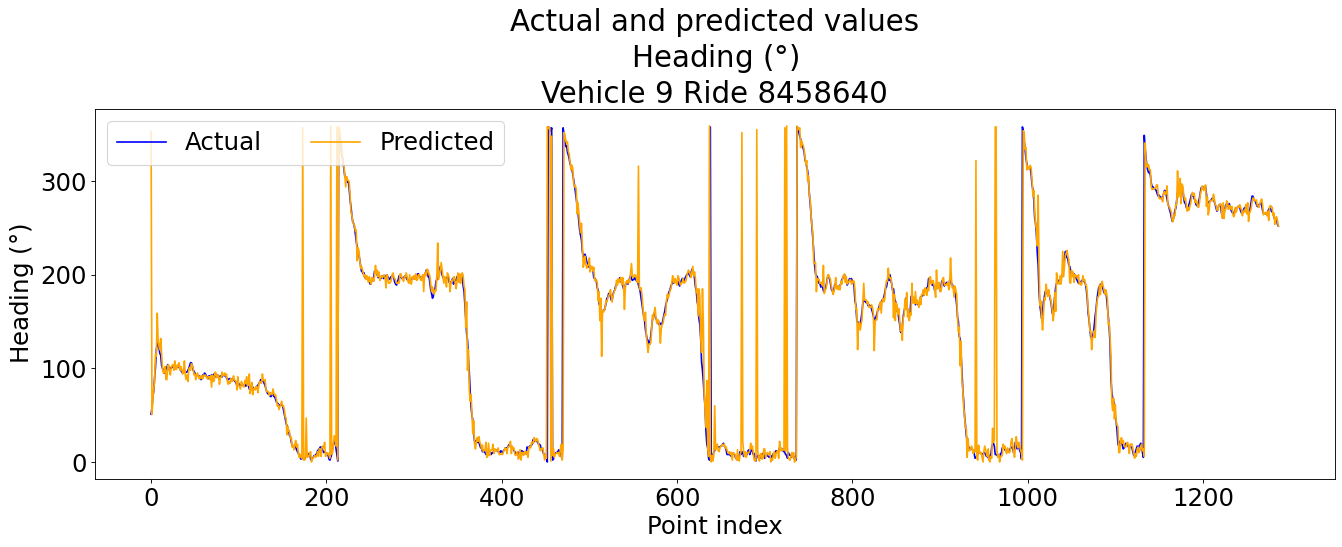 Actual and predicted values
Heading (°)
Vehicle 9 Ride 8458640
Actual Predicted
300
200
100
0
Heading (°)
0 200 400 600 800 1000 1200
Point index